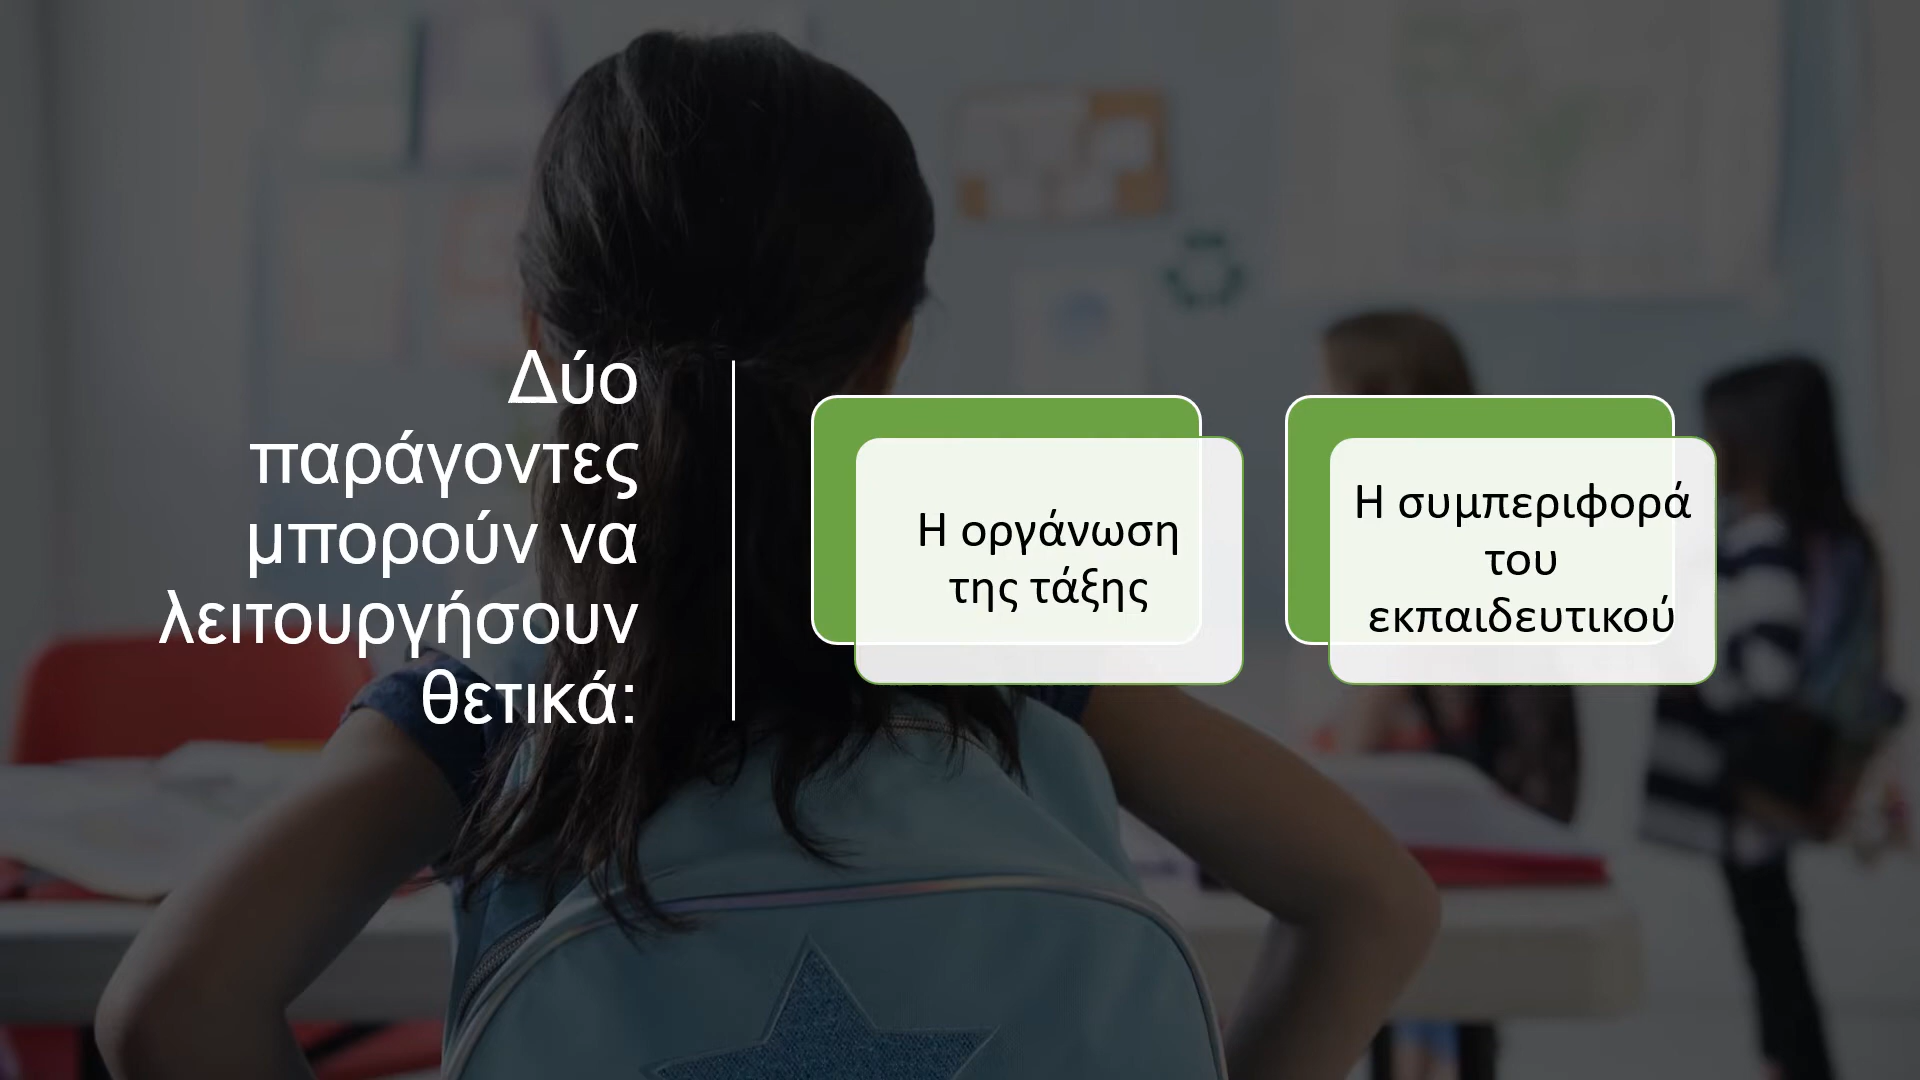 Δύο
παράγοντες
μπορούν να
λειτουργήσουν
θετικά:
Η οργάνωση
της τάξης
Η συμπεριφορά
του
εκπαιδευτικού